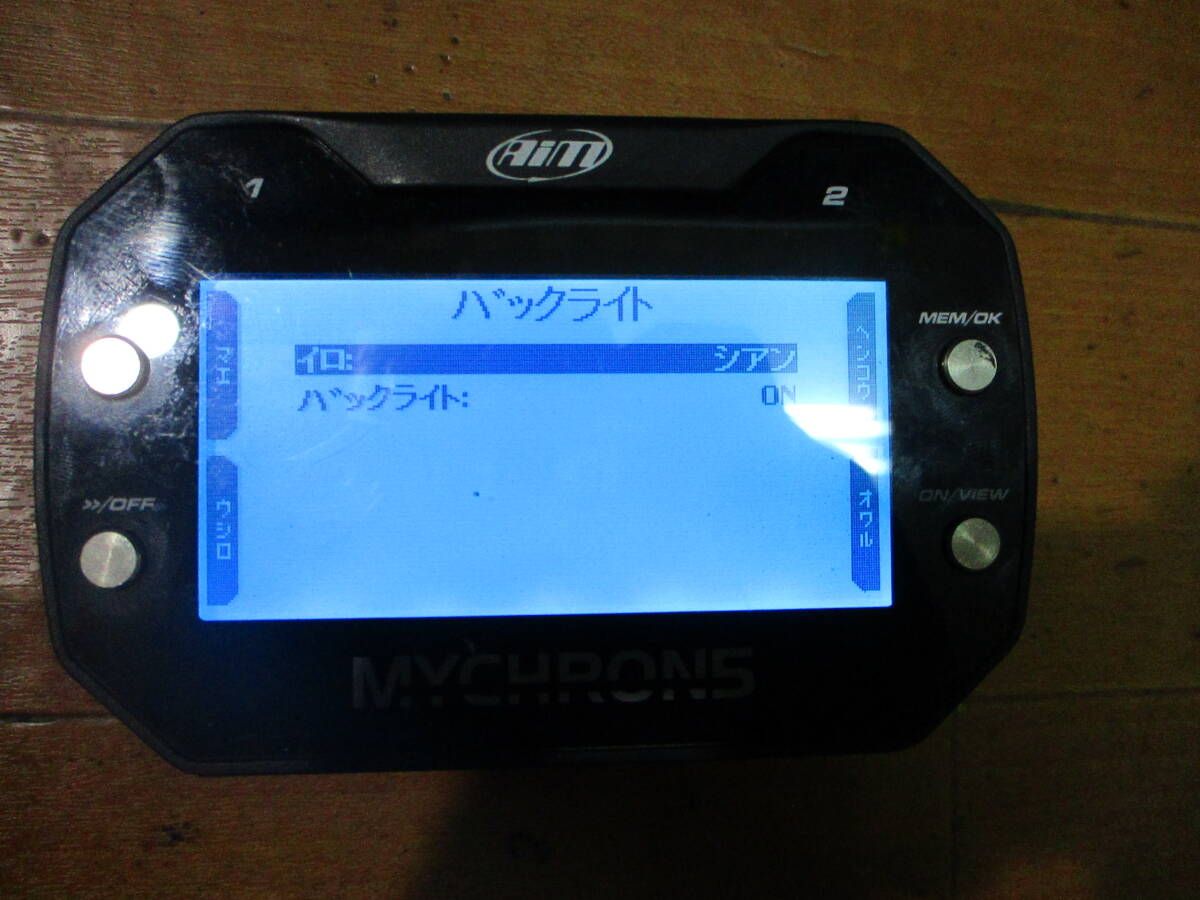 AiM
1
2
バックライト
マエ
イロ: シアン
バックライト: ON
ヘンコウ
MEM/OK
>>/OFF
ウシロ
オワル
ON/VIEW
MYCHRON5